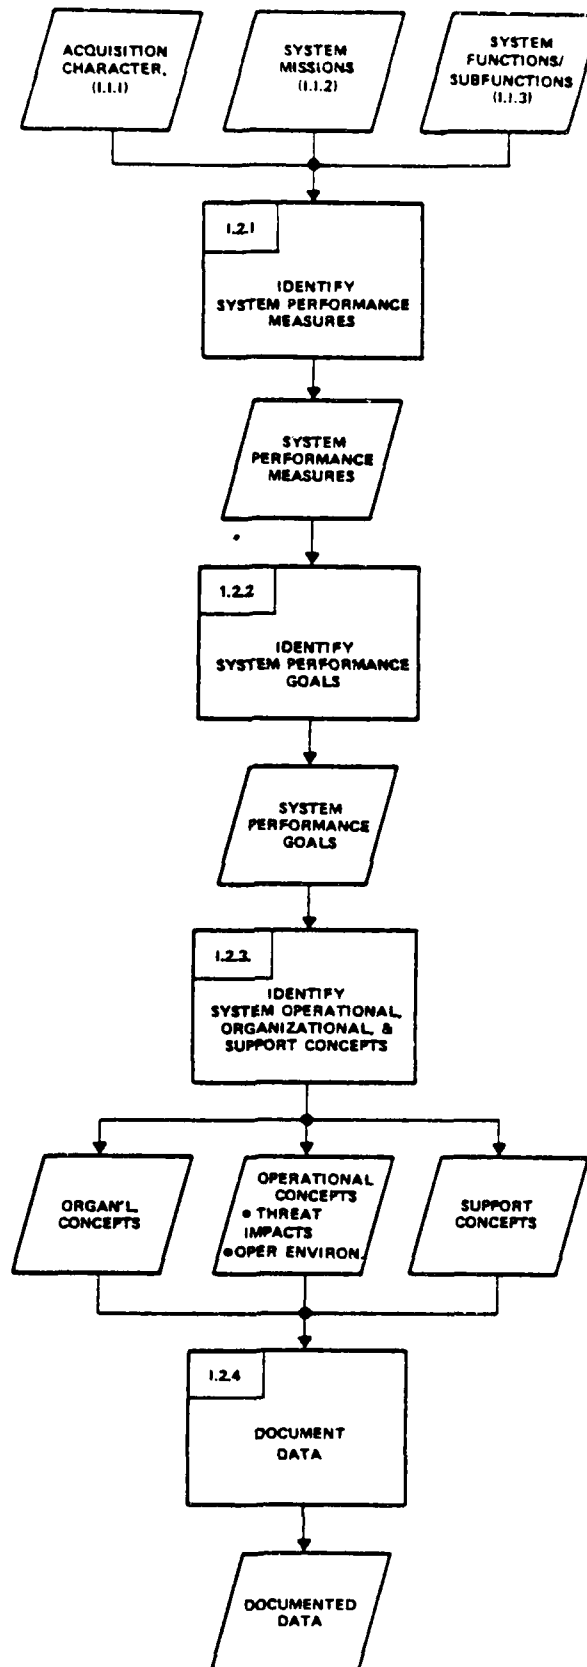 ACQUISITION
CHARACTER.
(1.1.1)
SYSTEM
MISSIONS
(1.1.2)
SYSTEM
FUNCTIONS/
SUBFUNCTIONS
(1.1.3)
1.2.1
IDENTIFY
SYSTEM PERFORMANCE
MEASURES
SYSTEM
PERFORMANCE
MEASURES
1.2.2
IDENTIFY
SYSTEM PERFORMANCE
GOALS
SYSTEM
PERFORMANCE
GOALS
1.2.3.
IDENTIFY
SYSTEM OPERATIONAL,
ORGANIZATIONAL, &
SUPPORT CONCEPTS
ORGAN'L.
CONCEPTS
OPERATIONAL
CONCEPTS
• THREAT
IMPACTS
•OPER ENVIRON.
SUPPORT
CONCEPTS
1.2.4
DOCUMENT
DATA
DOCUMENTED
DATA